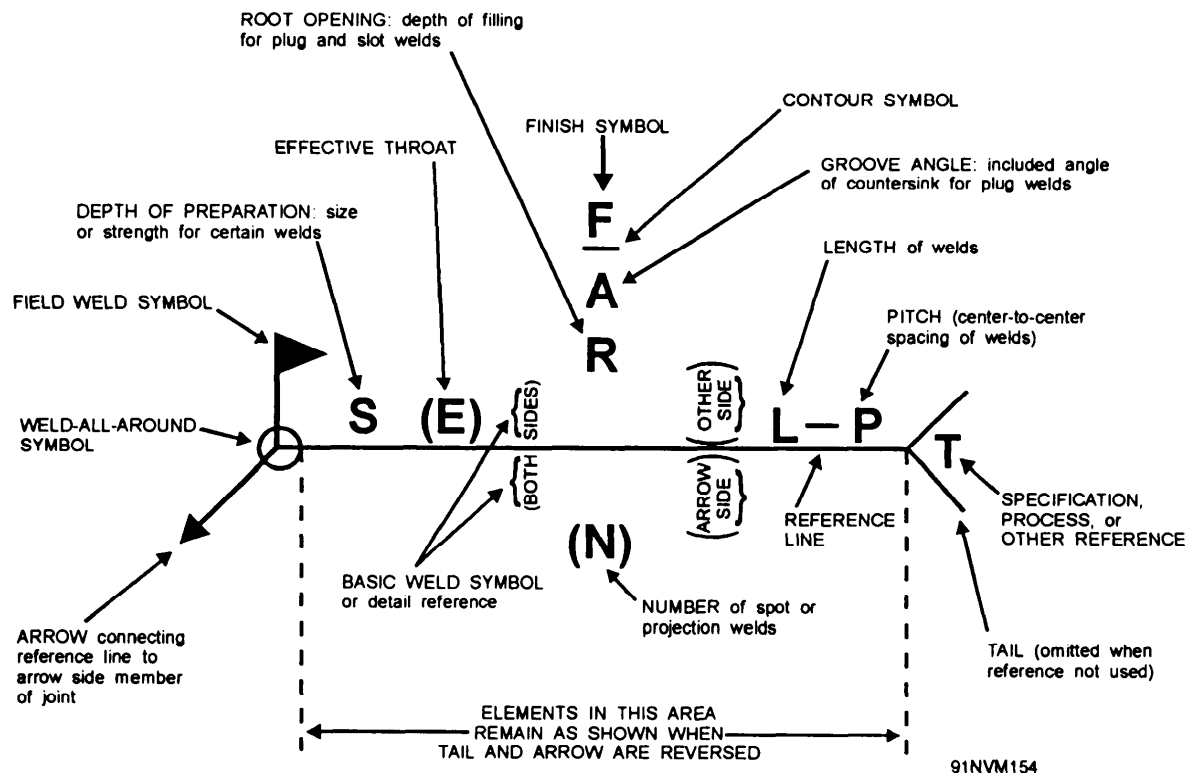 ROOT OPENING: depth of filling
for plug and slot welds
CONTOUR SYMBOL
FINISH SYMBOL
EFFECTIVE THROAT
GROOVE ANGLE: included angle
of countersink for plug welds
DEPTH OF PREPARATION: size
or strength for certain welds
F
LENGTH of welds
A
FIELD WELD SYMBOL
PITCH (center-to-center
spacing of welds)
R
WELD-ALL-AROUND
SYMBOL
S
(E)
(BOTH SIDES)
(OTHER
SIDE)
L — P
T
(ARROW
SIDE)
REFERENCE
LINE
SPECIFICATION,
PROCESS, or
OTHER REFERENCE
(N)
BASIC WELD SYMBOL
or detail reference
NUMBER of spot or
projection welds
ARROW connecting
reference line to
arrow side member
of joint
TAIL (omitted when
reference not used)
ELEMENTS IN THIS AREA
REMAIN AS SHOWN WHEN
TAIL AND ARROW ARE REVERSED
91NVM154